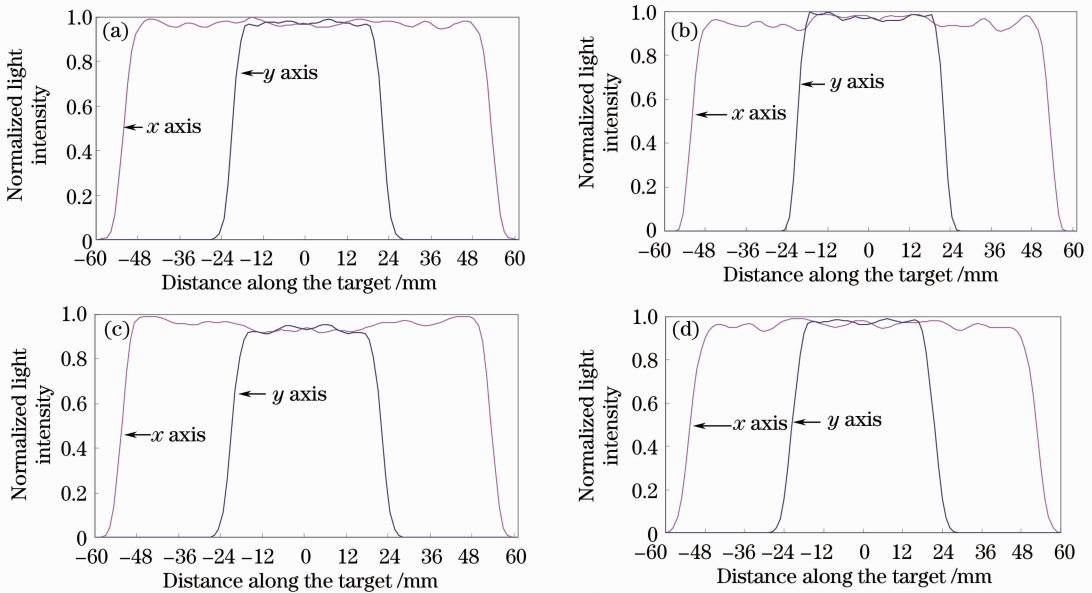 (a)
Normalized light
intensity
1.0
0.8
0.6
0.4
0.2
0
y axis
x axis
−60 −48 −36 −24 −12 0 12 24 36 48 60
Distance along the target /mm
(b)
Normalized light
intensity
1.0
0.8
0.6
0.4
0.2
0
y axis
x axis
−60 −48 −36 −24 −12 0 12 24 36 48 60
Distance along the target /mm
(c)
Normalized light
intensity
1.0
0.8
0.6
0.4
0.2
0
y axis
x axis
−60 −48 −36 −24 −12 0 12 24 36 48 60
Distance along the target /mm
(d)
Normalized light
intensity
1.0
0.8
0.6
0.4
0.2
0
x axis
y axis
−60 −48 −36 −24 −12 0 12 24 36 48 60
Distance along the target /mm